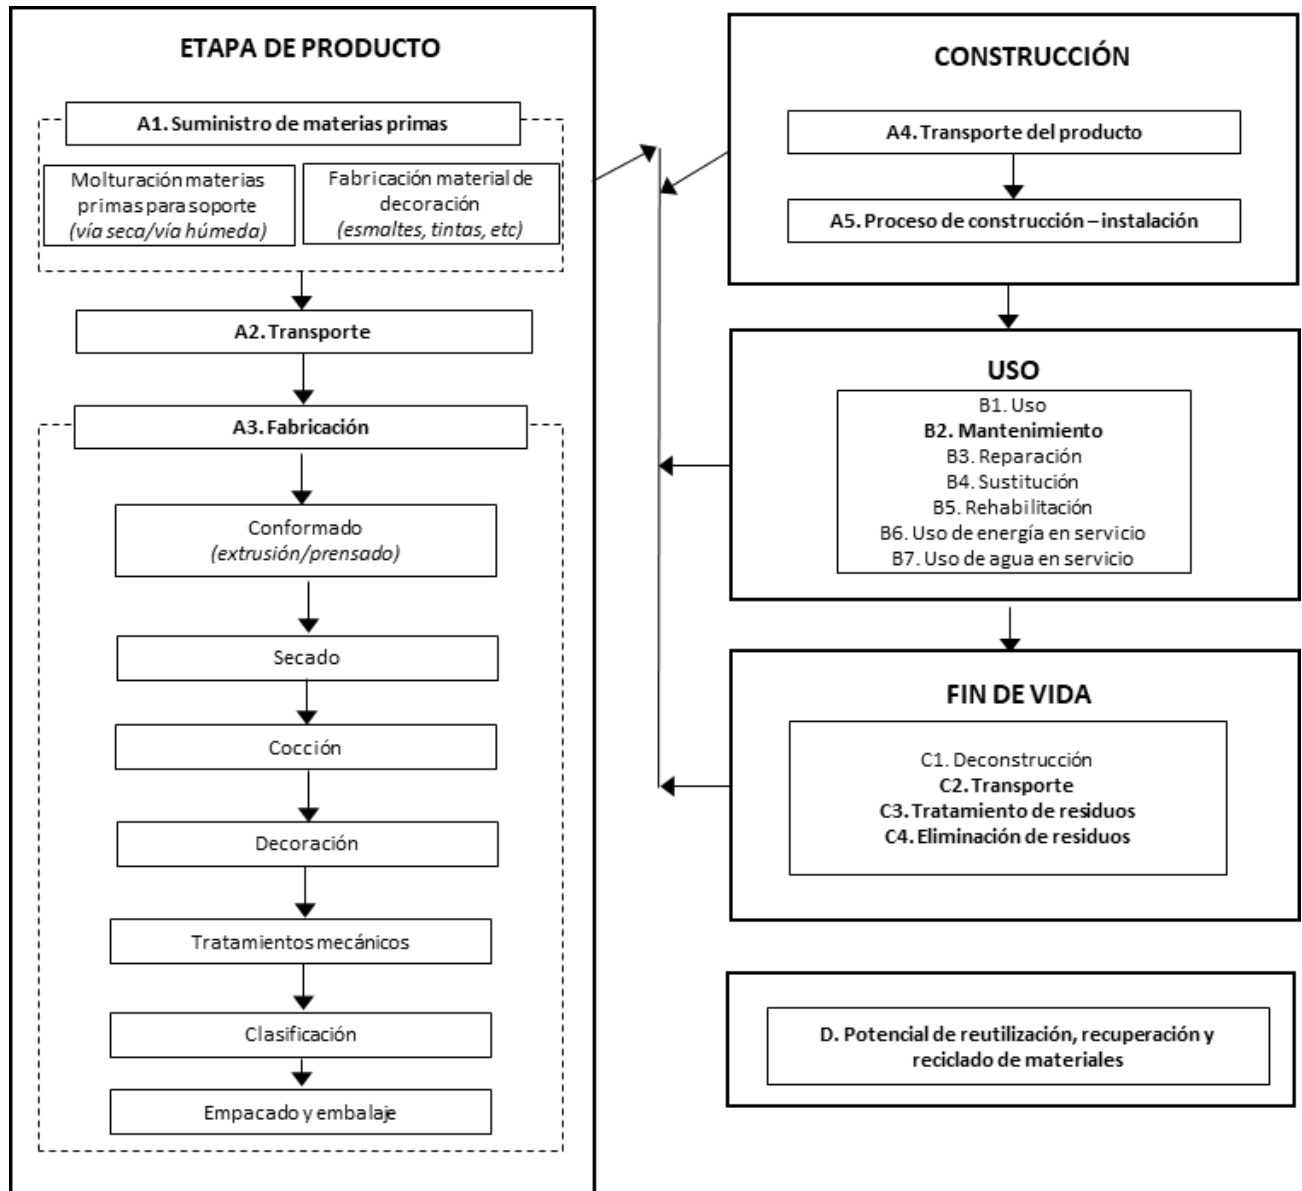 ETAPA DE PRODUCTO
A1. Suministro de materias primas
Molturación materias
primas para soporte
(vía seca/vía húmeda)
Fabricación material de
decoración
(esmaltes, tintas, etc)
A2. Transporte
A3. Fabricación
Conformado
(extrusión/prensado)
Secado
Cocción
Decoración
Tratamientos mecánicos
Clasificación
Empacado y embalaje
CONSTRUCCIÓN
A4. Transporte del producto
A5. Proceso de construcción – instalación
USO
B1. Uso
B2. Mantenimiento
B3. Reparación
B4. Sustitución
B5. Rehabilitación
B6. Uso de energía en servicio
B7. Uso de agua en servicio
FIN DE VIDA
C1. Deconstrucción
C2. Transporte
C3. Tratamiento de residuos
C4. Eliminación de residuos
D. Potencial de reutilización, recuperación y
reciclado de materiales